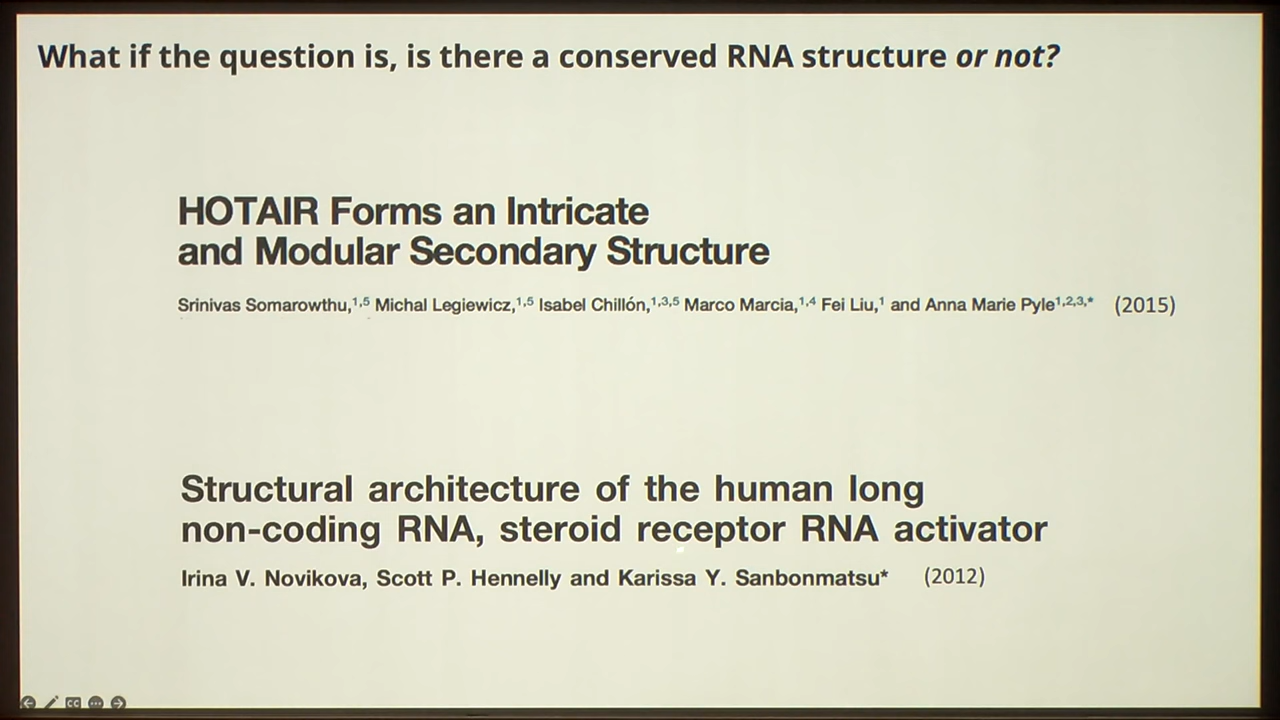 What if the question is, is there a conserved RNA structure or not?
HOTAIR Forms an Intricate
and Modular Secondary Structure
Srinivas Somarowthu,1,5 Michal Legiewicz,1,5 Isabel Chillón,1,3,5 Marco Marcia,1,4 Fei Liu,1 and Anna Marie Pyle1,2,3,* (2015)
Structural architecture of the human long
non-coding RNA, steroid receptor RNA activator
Irina V. Novikova, Scott P. Hennelly and Karissa Y. Sanbonmatsu* (2012)
CC